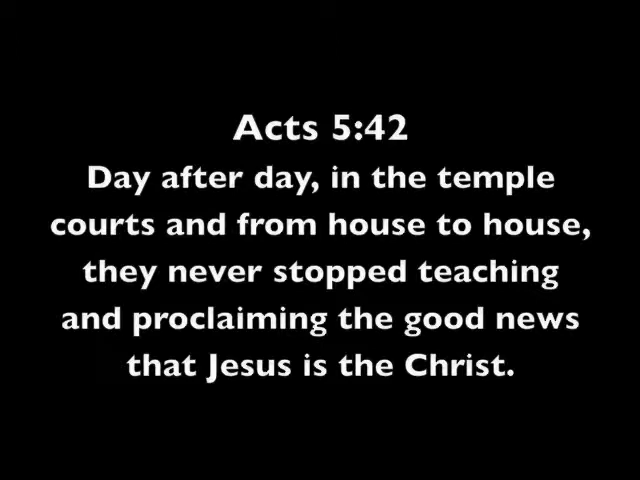 Acts 5:42
Day after day, in the temple
courts and from house to house,
they never stopped teaching
and proclaiming the good news
that Jesus is the Christ.